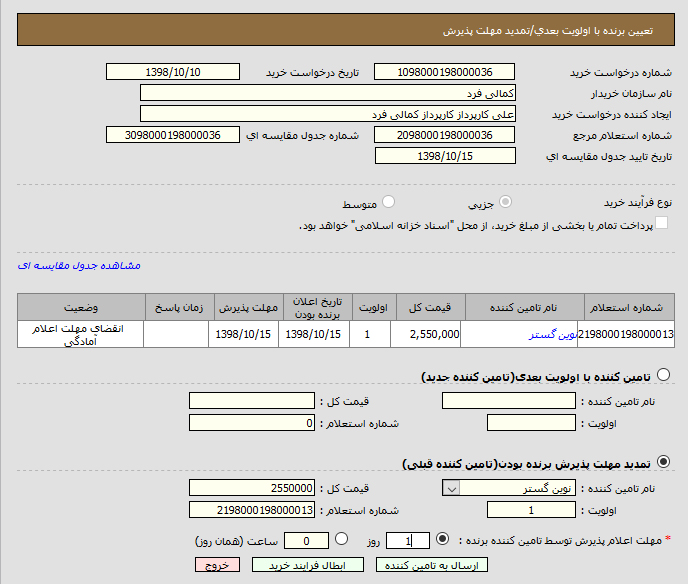 تعیین برنده با اولویت بعدي/تمدید مهلت پذیرش
شماره درخواست خرید 1098000198000036 تاریخ درخواست خرید 1398/10/10
نام سازمان خریدار کمالی فرد
ایجاد کننده درخواست خرید علی کارپرداز کارپرداز کمالی فرد
شماره استعلام مرجع 2098000198000036 شماره جدول مقایسه اي 3098000198000036
تاریخ تایید جدول مقایسه اي 1398/10/15
نوع فرآیند خرید جزیي متوسط
پرداخت تمام یا بخشی از مبلغ خرید، از محل "اسناد خزانه اسلامی" خواهد بود.
مشاهده جدول مقایسه ای
شماره استعلام نام تامین کننده قیمت کل اولویت تاریخ اعلان برنده بودن مهلت پذیرش زمان پاسخ وضعیت
2198000198000013 نوین گستر 2,550,000 1 1398/10/15 1398/10/15 انقضاي مهلت اعلام آمادگي
تامین کننده با اولویت بعدی(تامین کننده جدید)
نام تامین کننده : قیمت کل :
اولویت : شماره استعلام : 0
تمدید مهلت پذیرش برنده بودن(تامین کننده قبلی)
نام تامین کننده : نوین گستر قیمت کل : 2550000
اولویت : 1 شماره استعلام : 2198000198000013
* مهلت اعلام پذیرش توسط تامین کننده برنده : 1 روز 0 ساعت (همان روز)
ارسال به تامین کننده ابطال فرایند خرید خروج